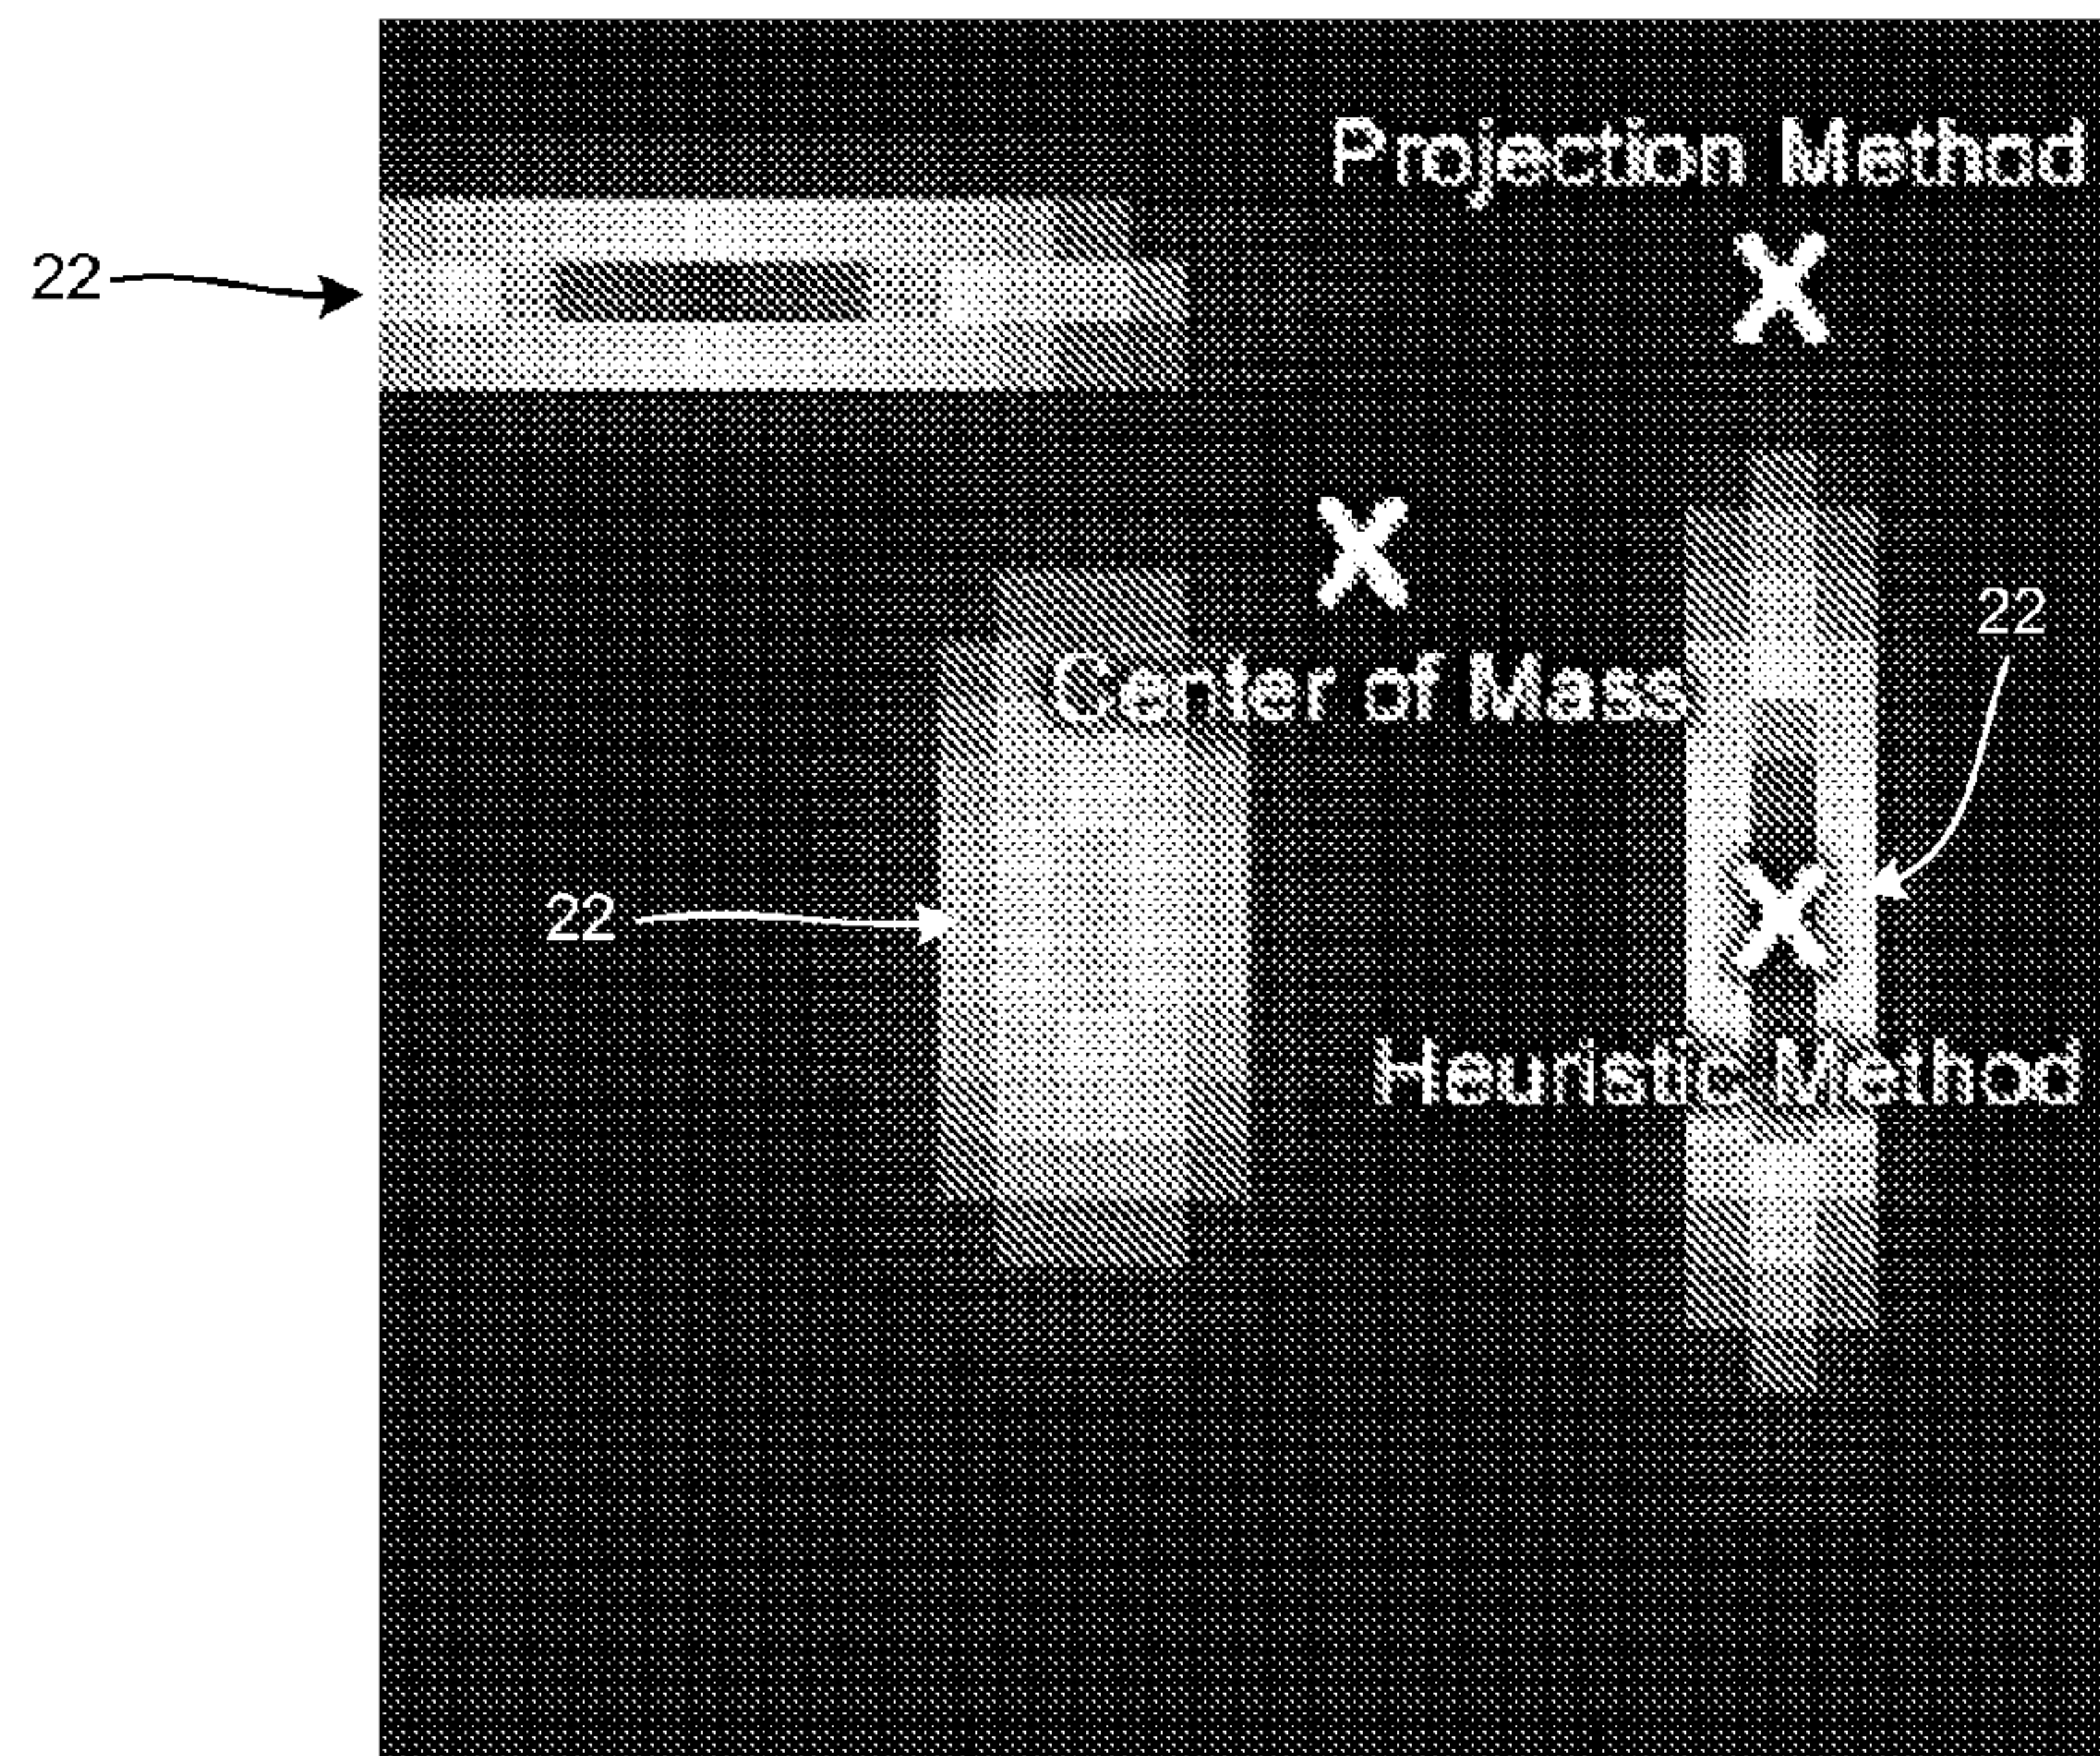 Projection Method
22
X
X
22
Center of Mass
22
X
Heuristic Method